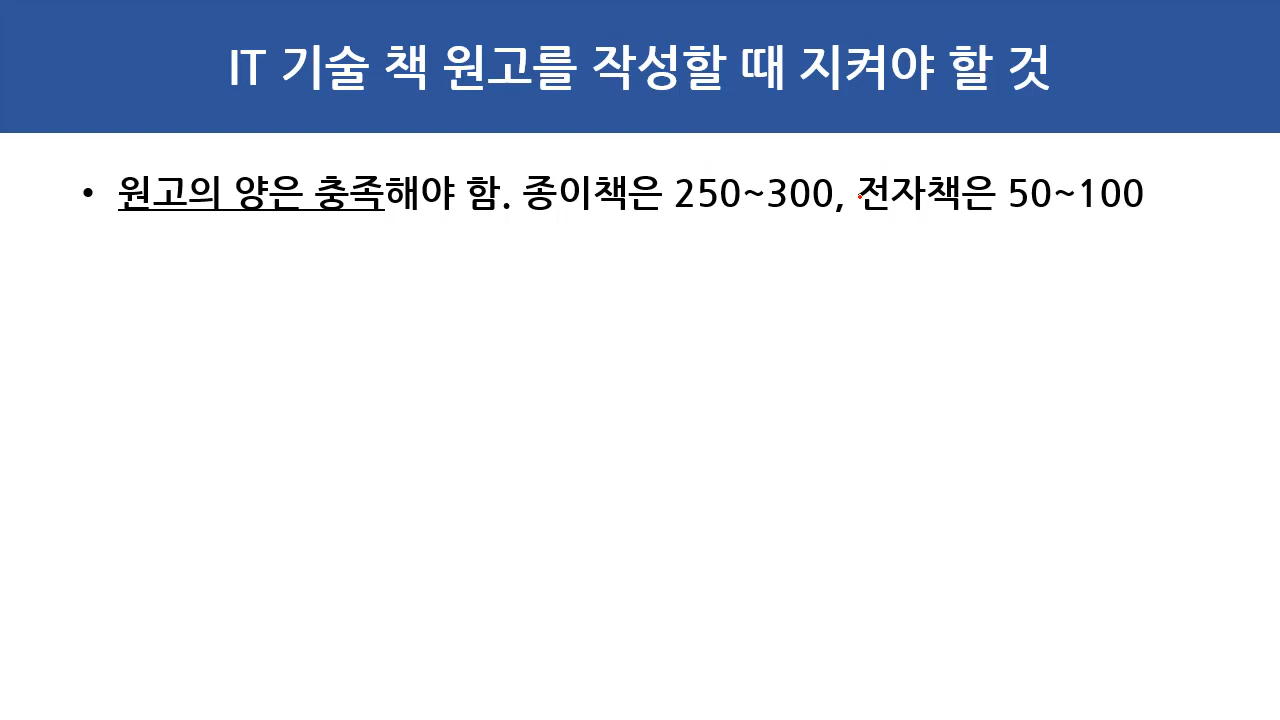 IT 기술 책 원고를 작성할 때 지켜야 할 것
• 원고의 양은 충족해야 함. 종이책은 250~300, 전자책은 50~100